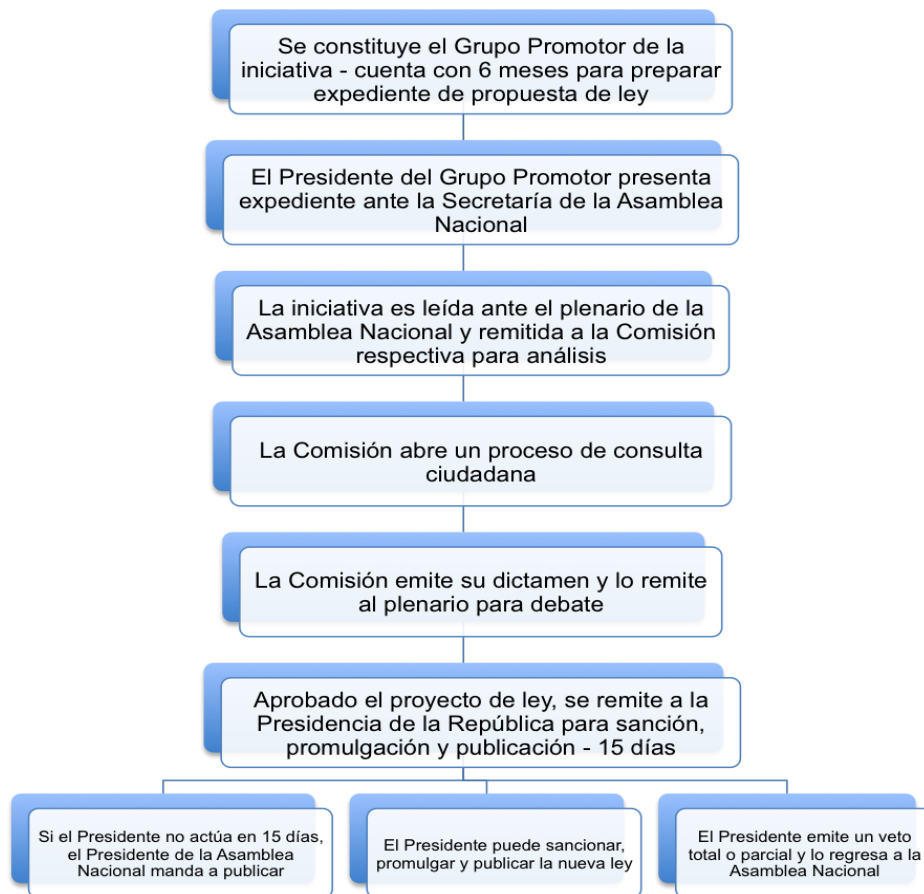 Se constituye el Grupo Promotor de la
iniciativa - cuenta con 6 meses para preparar
expediente de propuesta de ley
El Presidente del Grupo Promotor presenta
expediente ante la Secretaría de la Asamblea
Nacional
La iniciativa es leída ante el plenario de la
Asamblea Nacional y remitida a la Comisión
respectiva para análisis
La Comisión abre un proceso de consulta
ciudadana
La Comisión emite su dictamen y lo remite
al plenario para debate
Aprobado el proyecto de ley, se remite a la
Presidencia de la República para sanción,
promulgación y publicación - 15 días
Si el Presidente no actúa en 15 días,
el Presidente de la Asamblea
Nacional manda a publicar
El Presidente puede sancionar,
promulgar y publicar la nueva ley
El Presidente emite un veto
total o parcial y lo regresa a la
Asamblea Nacional